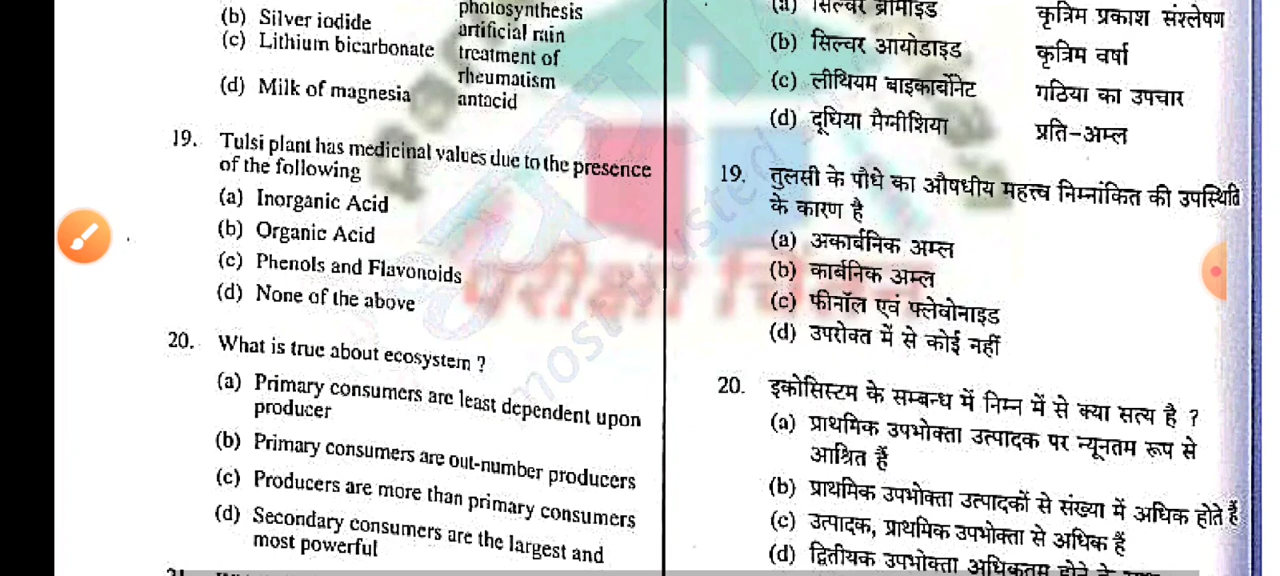 photosynthesis
(b) Silver iodide artificial rain
(c) Lithium bicarbonate treatment of
rheumatism
(d) Milk of magnesia antacid
19. Tulsi plant has medicinal values due to the presence
of the following
(a) Inorganic Acid
(b) Organic Acid
(c) Phenols and Flavonoids
(d) None of the above
20. What is true about ecosystem ?
(a) Primary consumers are least dependent upon
producer
(b) Primary consumers are out-number producers
(c) Producers are more than primary consumers
(d) Secondary consumers are the largest and
most powerful
(a) सिल्वर ब्रोमाइड कृत्रिम प्रकाश संश्लेषण
(b) सिल्वर आयोडाइड कृत्रिम वर्षा
(c) लीथियम बाइकार्बोनेट गठिया का उपचार
(d) दूधिया मैग्नीशिया प्रति-अम्ल
19. तुलसी के पौधे का औषधीय महत्त्व निम्नांकित की उपस्थिति
के कारण है
(a) अकार्बनिक अम्ल
(b) कार्बनिक अम्ल
(c) फीनॉल एवं फ्लेवोनाइड
(d) उपरोक्त में से कोई नहीं
20. इकोसिस्टम के सम्बन्ध में निम्न में से क्या सत्य है ?
(a) प्राथमिक उपभोक्ता उत्पादक पर न्यूनतम रूप से
आश्रित हैं
(b) प्राथमिक उपभोक्ता उत्पादकों से संख्या में अधिक होते हैं
(c) उत्पादक, प्राथमिक उपभोक्ता से अधिक हैं
(d) द्वितीयक उपभोक्ता अधिकतम होने के
परीक्षा
most trusted